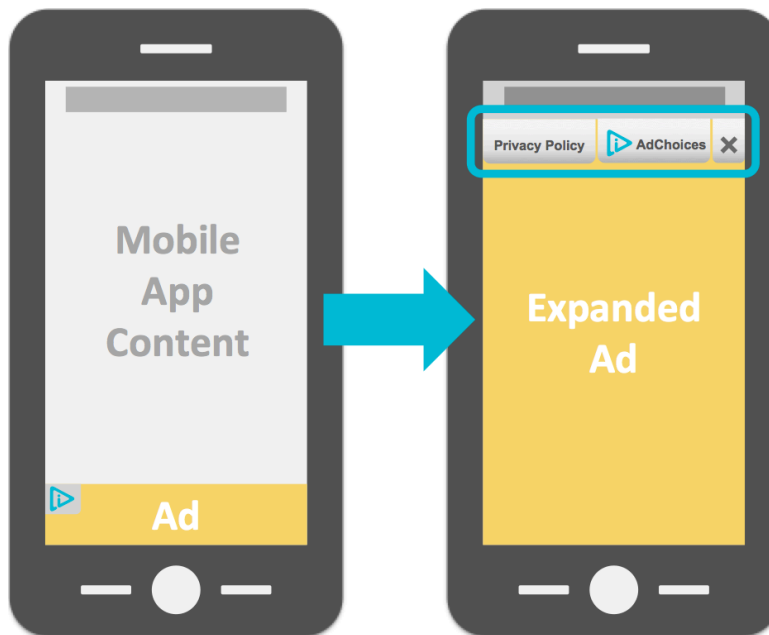 Mobile
App
Content
Ad
Privacy Policy
AdChoices
Expanded
Ad